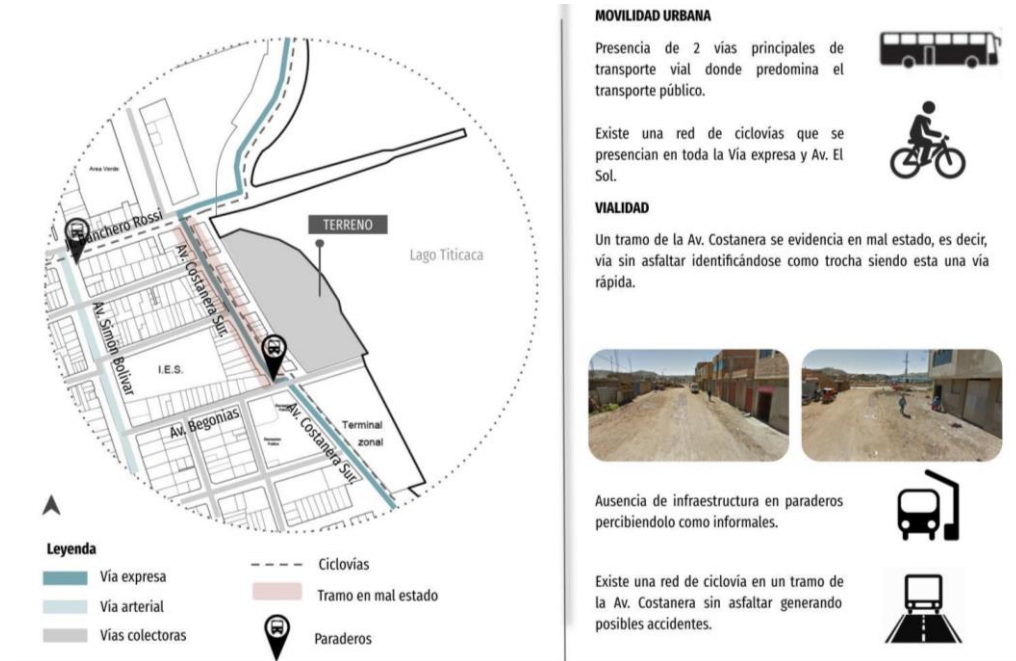 Area Verde
Banchero Rossi
TERRENO
Lago Titicaca
Av. Costanera Sur.
Av. Simón Bolívar
I.E.S.
Av. Begonias
Av. Costanera Sur.
Terminal
zonal
Leyenda
Vía expresa
Vía arterial
Vías colectoras
Ciclovías
Tramo en mal estado
Paraderos
MOVILIDAD URBANA
Presencia de 2 vías principales de
transporte vial donde predomina el
transporte público.
Existe una red de ciclovías que se
presencian en toda la Vía expresa y Av. El
Sol.
VIALIDAD
Un tramo de la Av. Costanera se evidencia en mal estado, es decir,
vía sin asfaltar identificándose como trocha siendo esta una vía
rápida.
Ausencia de infraestructura en paraderos
percibiendolo como informales.
Existe una red de ciclovía en un tramo de
la Av. Costanera sin asfaltar generando
posibles accidentes.